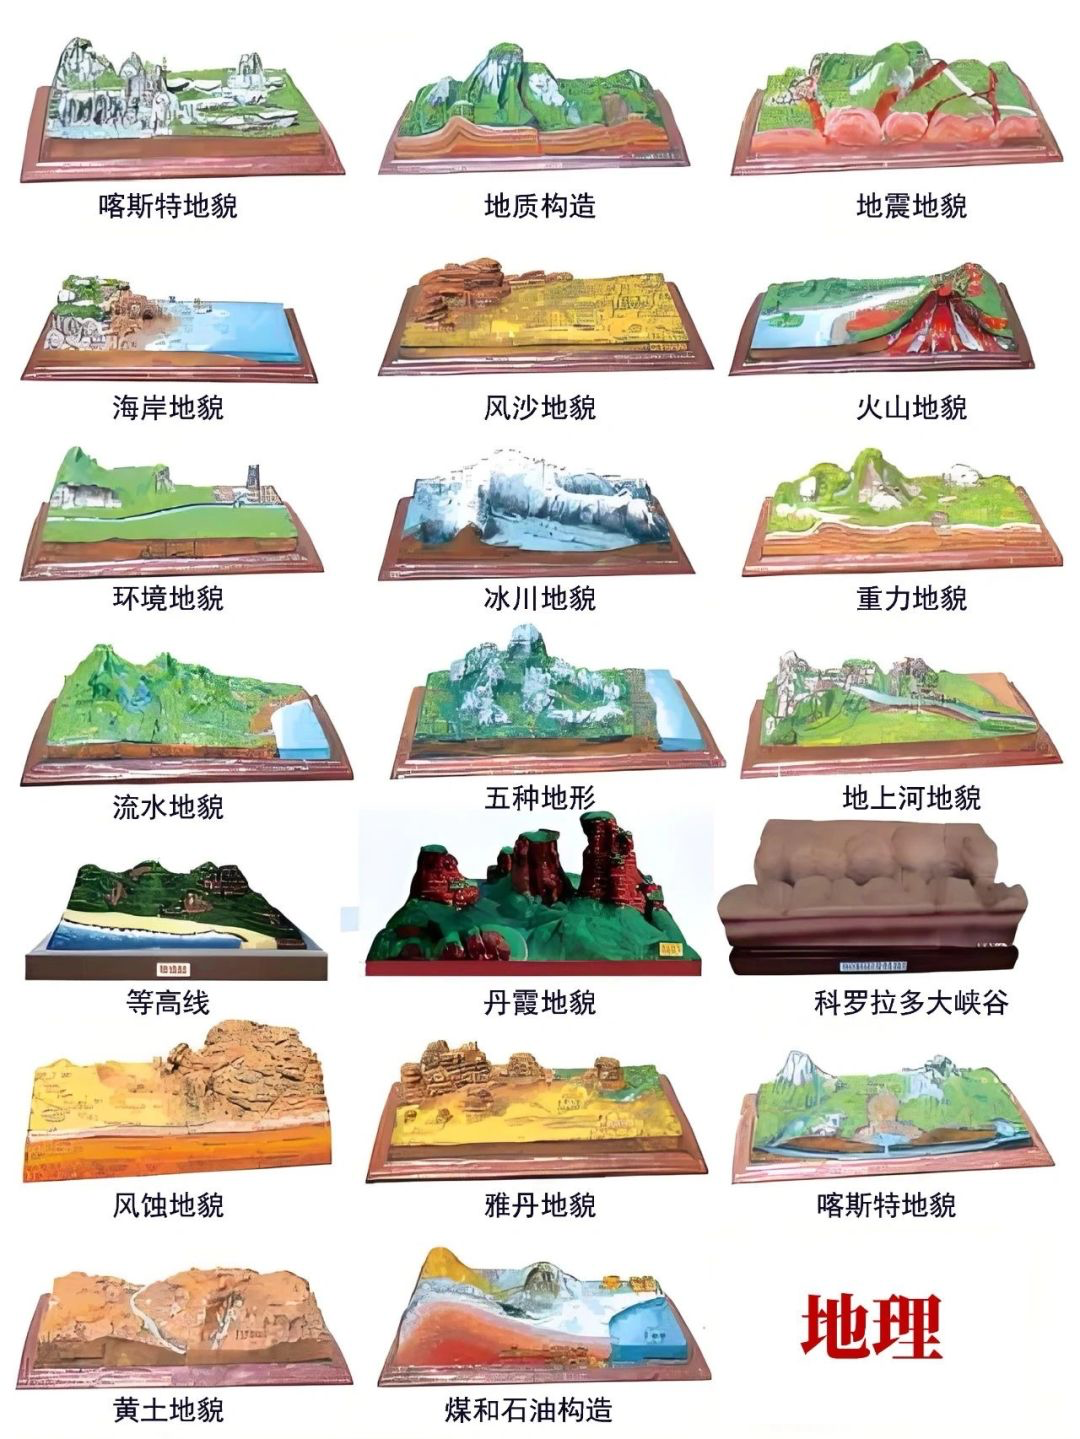 喀斯特地貌
地质构造
地震地貌
海岸地貌
风沙地貌
火山地貌
环境地貌
冰川地貌
重力地貌
流水地貌
五种地形
地上河地貌
等高线
丹霞地貌
科罗拉多大峡谷
风蚀地貌
雅丹地貌
喀斯特地貌
黄土地貌
煤和石油构造
地理